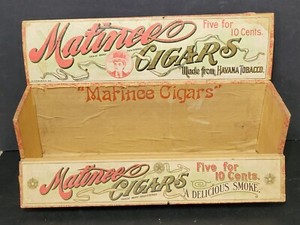 Matinee
CIGARS
Five for
10 Cents.
Made from HAVANA TOBACCO.
"Matinee Cigars"
Matinee
CIGARS
Five for
10 Cents.
A DELICIOUS SMOKE